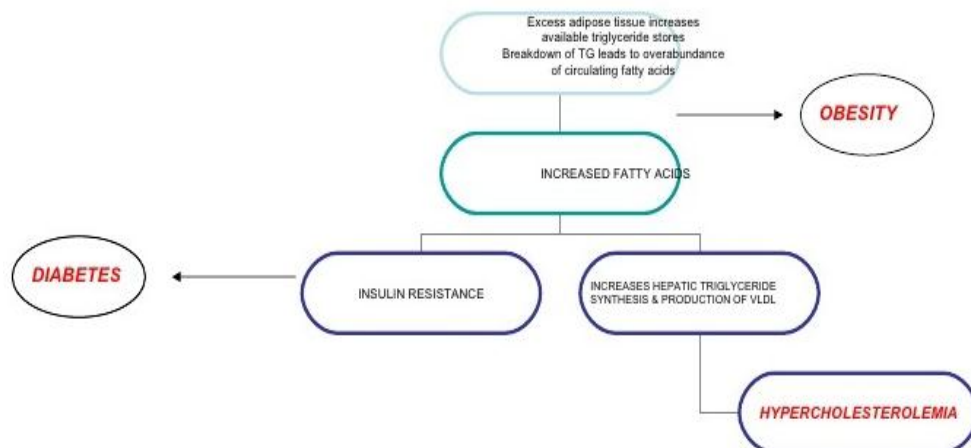 Excess adipose tissue increases
available triglyceride stores
Breakdown of TG leads to overabundance
of circulating fatty acids
OBESITY
INCREASED FATTY ACIDS
DIABETES
INSULIN RESISTANCE
INCREASES HEPATIC TRIGLYCERIDE
SYNTHESIS & PRODUCTION OF VLDL
HYPERCHOLESTEROLEMIA